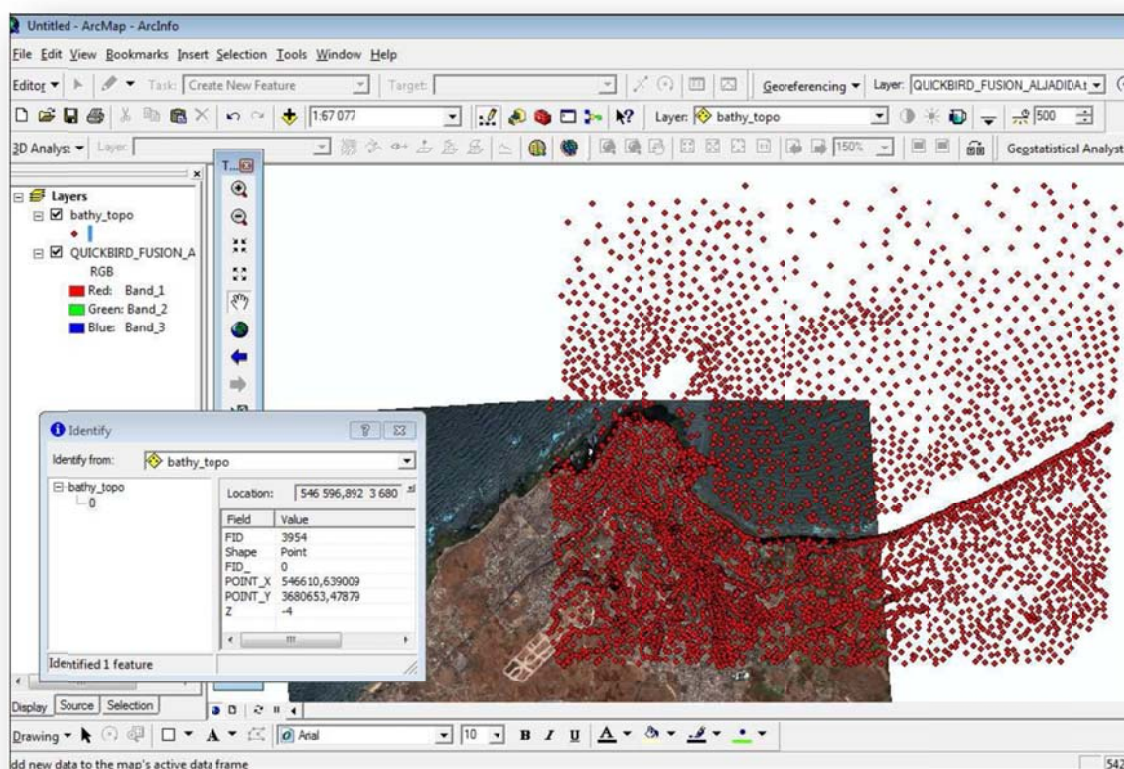 Untitled - ArcMap - ArcInfo
File Edit View Bookmarks Insert Selection Tools Window Help
Editor Task: Create New Feature Target: Georeferencing Layer: QUICKBIRD_FUSION_ALJADIDA.t
1:67 077 Layer: bathy_topo 500
3D Analys: Layer: 150% Geostatistical Analyst
T...
Layers
bathy_topo
QUICKBIRD_FUSION_A
RGB
Red: Band_1
Green: Band_2
Blue: Band_3
Identify
Identify from: bathy_topo
bathy_topo
0
Location: 546 596,892 3 680
Field Value
FID 3954
Shape Point
FID_ 0
POINT_X 546610,639009
POINT_Y 3680653,47879
Z -4
Identified 1 feature
Display Source Selection
Drawing Arial 10 B I U A
dd new data to the map's active data frame 542